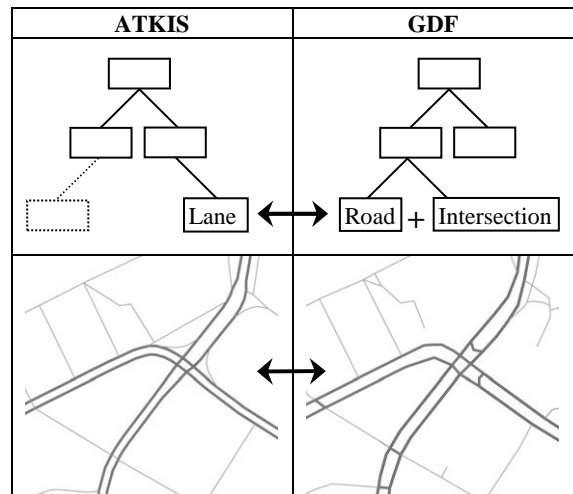 ATKIS GDF
Lane Road + Intersection